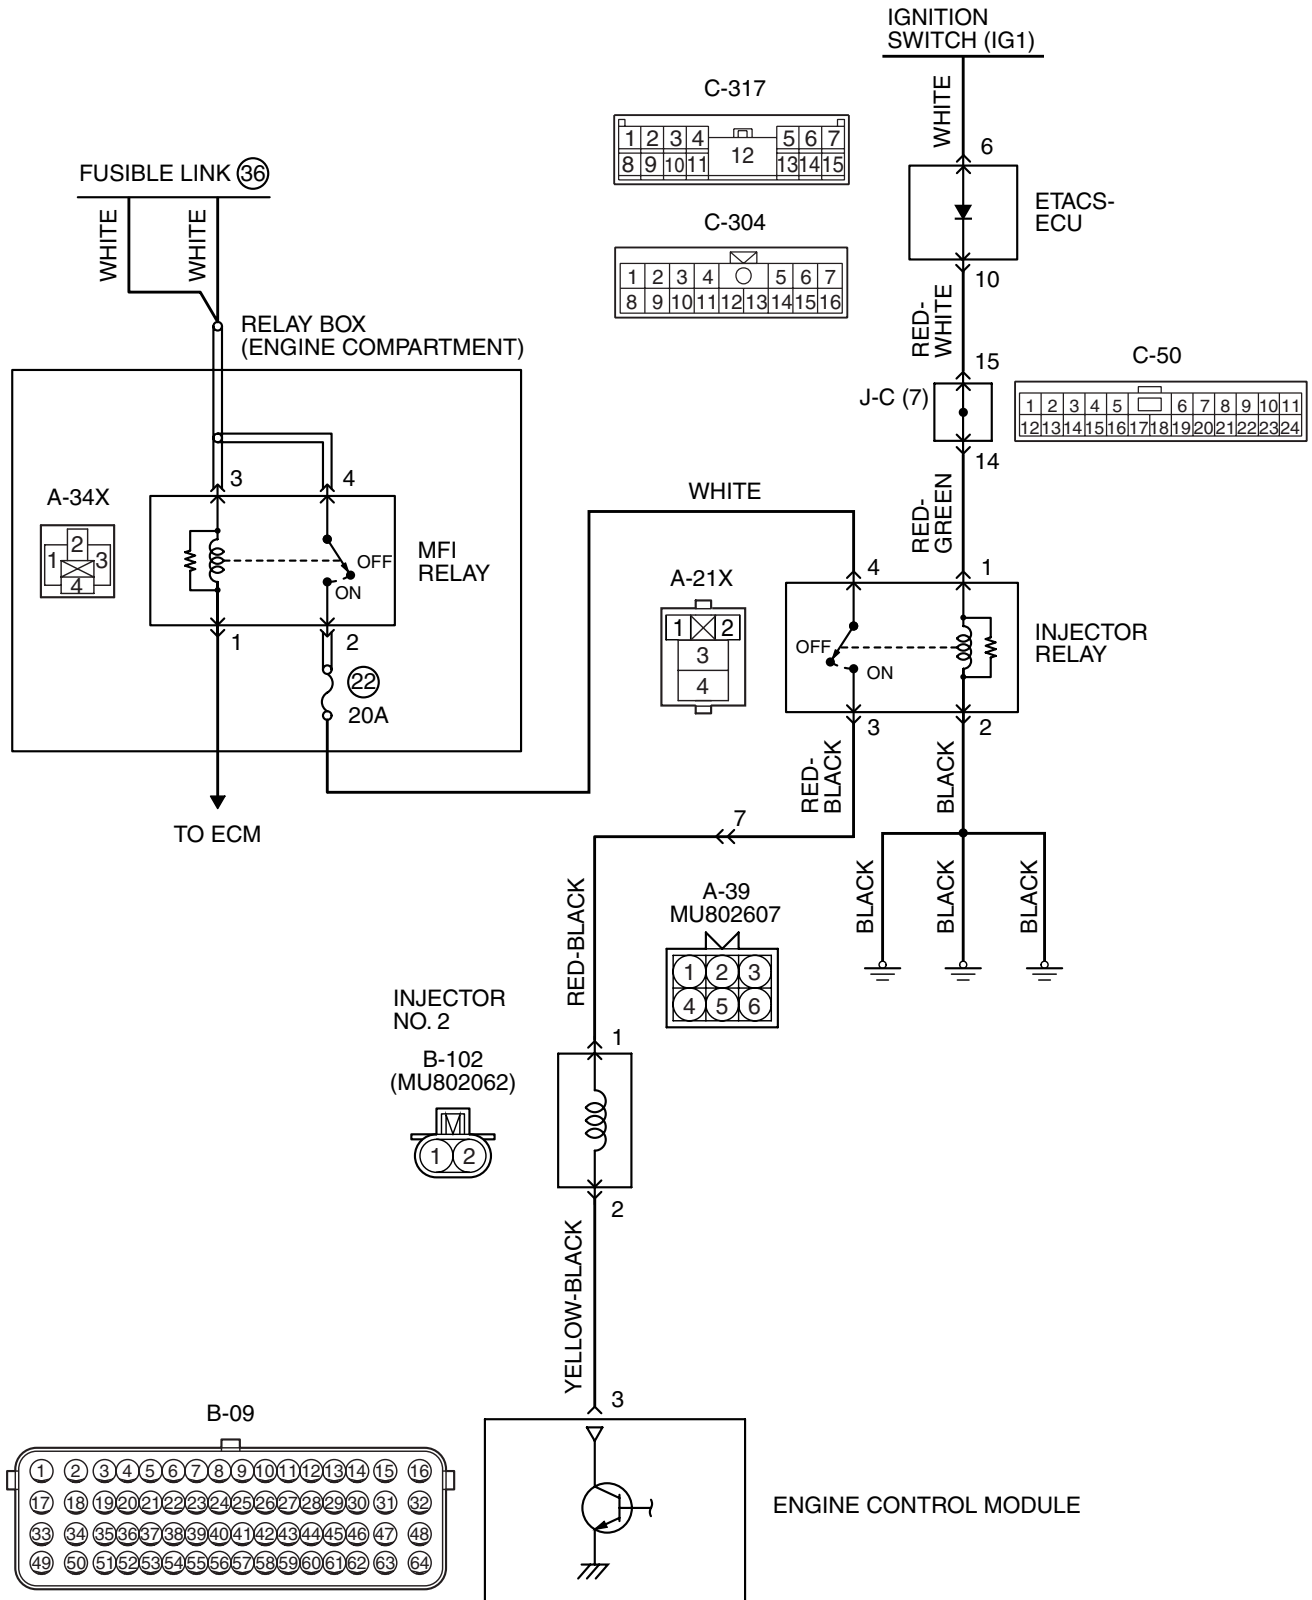 IGNITION
SWITCH (IG1)
WHITE
6
ETACS-
ECU
10
RED-
WHITE
15
J-C (7)
14
RED-
GREEN
C-317
1 2 3 4 5 6 7
8 9 10 11 12 13 14 15
C-304
1 2 3 4 5 6 7
8 9 10 11 12 13 14 15 16
C-50
1 2 3 4 5 6 7 8 9 10 11
12 13 14 15 16 17 18 19 20 21 22 23 24
FUSIBLE LINK 36
WHITE
WHITE
RELAY BOX
(ENGINE COMPARTMENT)
3
4
A-34X
2
1 3
4
OFF
ON
MFI
RELAY
1
2
22
20A
TO ECM
WHITE
A-21X
1 2
3
4
4
1
OFF
ON
INJECTOR
RELAY
3
2
RED-
BLACK
BLACK
7
BLACK
BLACK
BLACK
RED-BLACK
A-39
MU802607
1 2 3
4 5 6
INJECTOR
NO. 2
B-102
(MU802062)
1 2
1
2
YELLOW-BLACK
3
B-09
1 2 3 4 5 6 7 8 9 10 11 12 13 14 15 16
17 18 19 20 21 22 23 24 25 26 27 28 29 30 31 32
33 34 35 36 37 38 39 40 41 42 43 44 45 46 47 48
49 50 51 52 53 54 55 56 57 58 59 60 61 62 63 64
ENGINE CONTROL MODULE